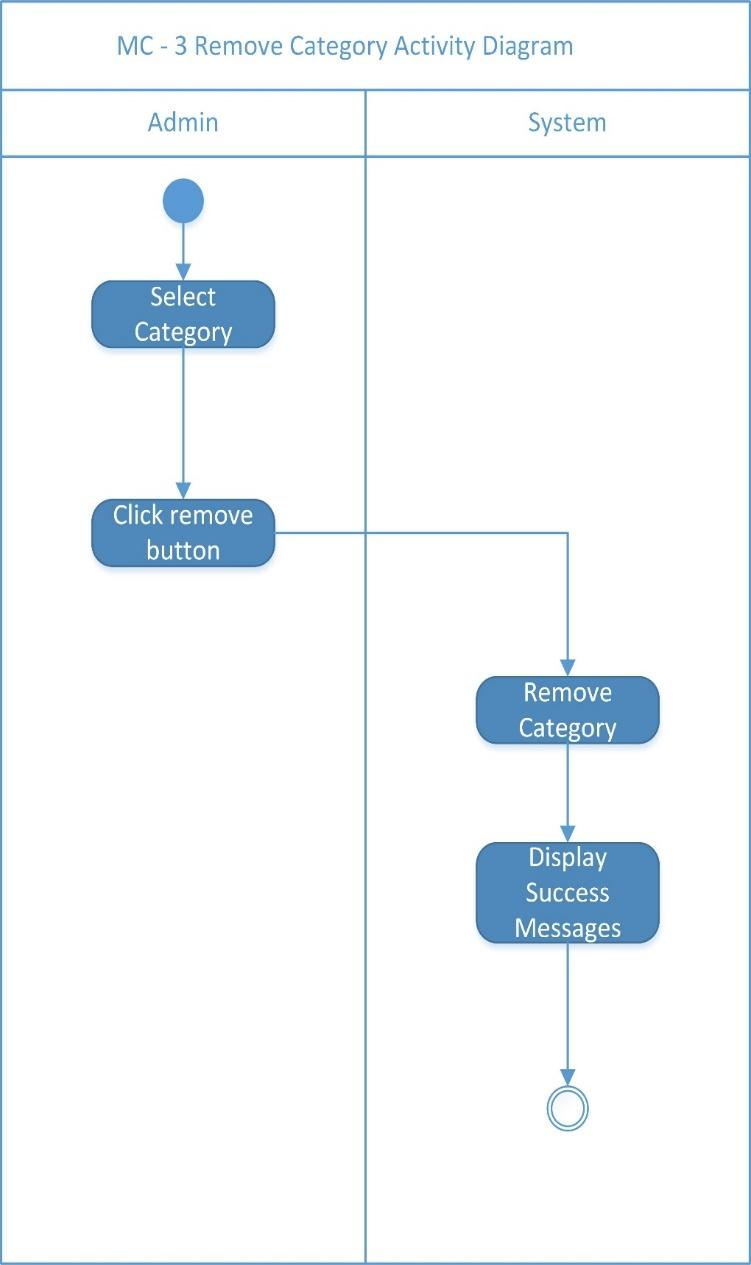 MC - 3 Remove Category Activity Diagram
Admin
System
Select
Category
Click remove
button
Remove
Category
Display
Success
Messages